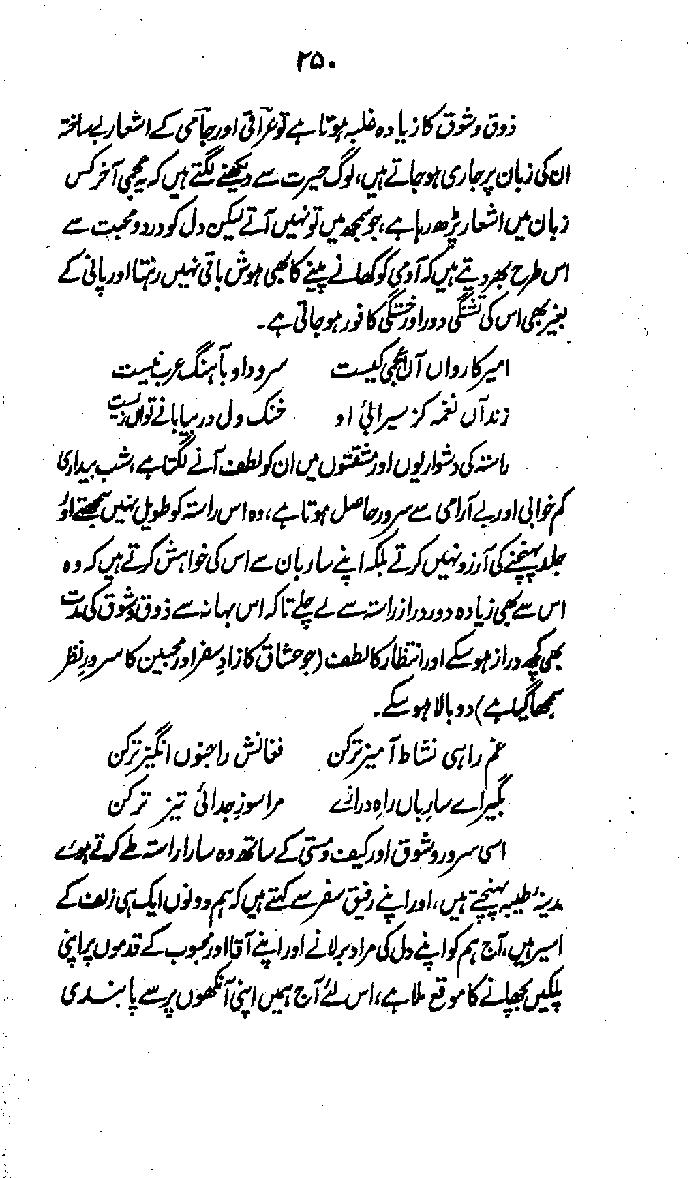 ۲۵۰
ذوق و شوق کا زیادہ غلبہ ہوتا ہے تو عراقی اور جامی کے اشعار بے ساختہ
ان کی زبان پر جاری ہو جاتے ہیں، لوگ حیرت سے دیکھنے لگتے ہیں کہ یہ عجمی آخر کس
زبان میں اشعار پڑھ رہا ہے، جو سمجھ میں تو نہیں آتے لیکن دل کو درد و محبت سے
اس طرح بھر دیتے ہیں کہ آدمی کو کھانے پینے کا بھی ہوش باقی نہیں رہتا اور پانی کے
بغیر بھی اس کی تشنگی دور اور خستگی کافور ہو جاتی ہے۔
امیر کارواں آں عجمی کیست سرود او بآہنگ عرب نیست
زند آں نغمہ کز سیرابیٔ او خنک دل در بیابانے تواں زیست
راستہ کی دشواریوں اور مشقتوں میں ان کو لطف آنے لگتا ہے، شب بیداری
کم خوابی اور بے آرامی سے سرور حاصل ہوتا ہے، وہ اس راستہ کو طویل نہیں سمجھتے اور
جلد پہنچنے کی آرزو نہیں کرتے بلکہ اپنے ساربان سے اس کی خواہش کرتے ہیں کہ وہ
اس سے بھی زیادہ دور دراز راستہ سے لے چلے تاکہ اس بہانہ سے ذوق و شوق کی مدت
بھی کچھ دراز ہو سکے اور انتظار کا لطف (جو عشاق کا زادِ سفر اور محبین کا سرورِ نظر
سمجھا گیا ہے) دو بالا ہو سکے۔
غم راہی نشاط آمیز تر کن فغانش را جنوں انگیز تر کن
بگیر اے سارباں راہ درازے مرا سوز جدائی تیز تر کن
اسی سرور و شوق اور کیف و مستی کے ساتھ وہ سارا راستہ طے کرتے ہوئے
مدینہ طیبہ پہنچتے ہیں، اور اپنے رفیق سفر سے کہتے ہیں کہ ہم دونوں ایک ہی زلف کے
اسیر ہیں، آج ہم کو اپنے دل کی مراد بر لانے اور اپنے آقا اور محبوب کے قدموں پر اپنی
پلکیں بچھانے کا موقع ملا ہے، اس لئے آج ہمیں اپنی آنکھوں پر سے پابندی